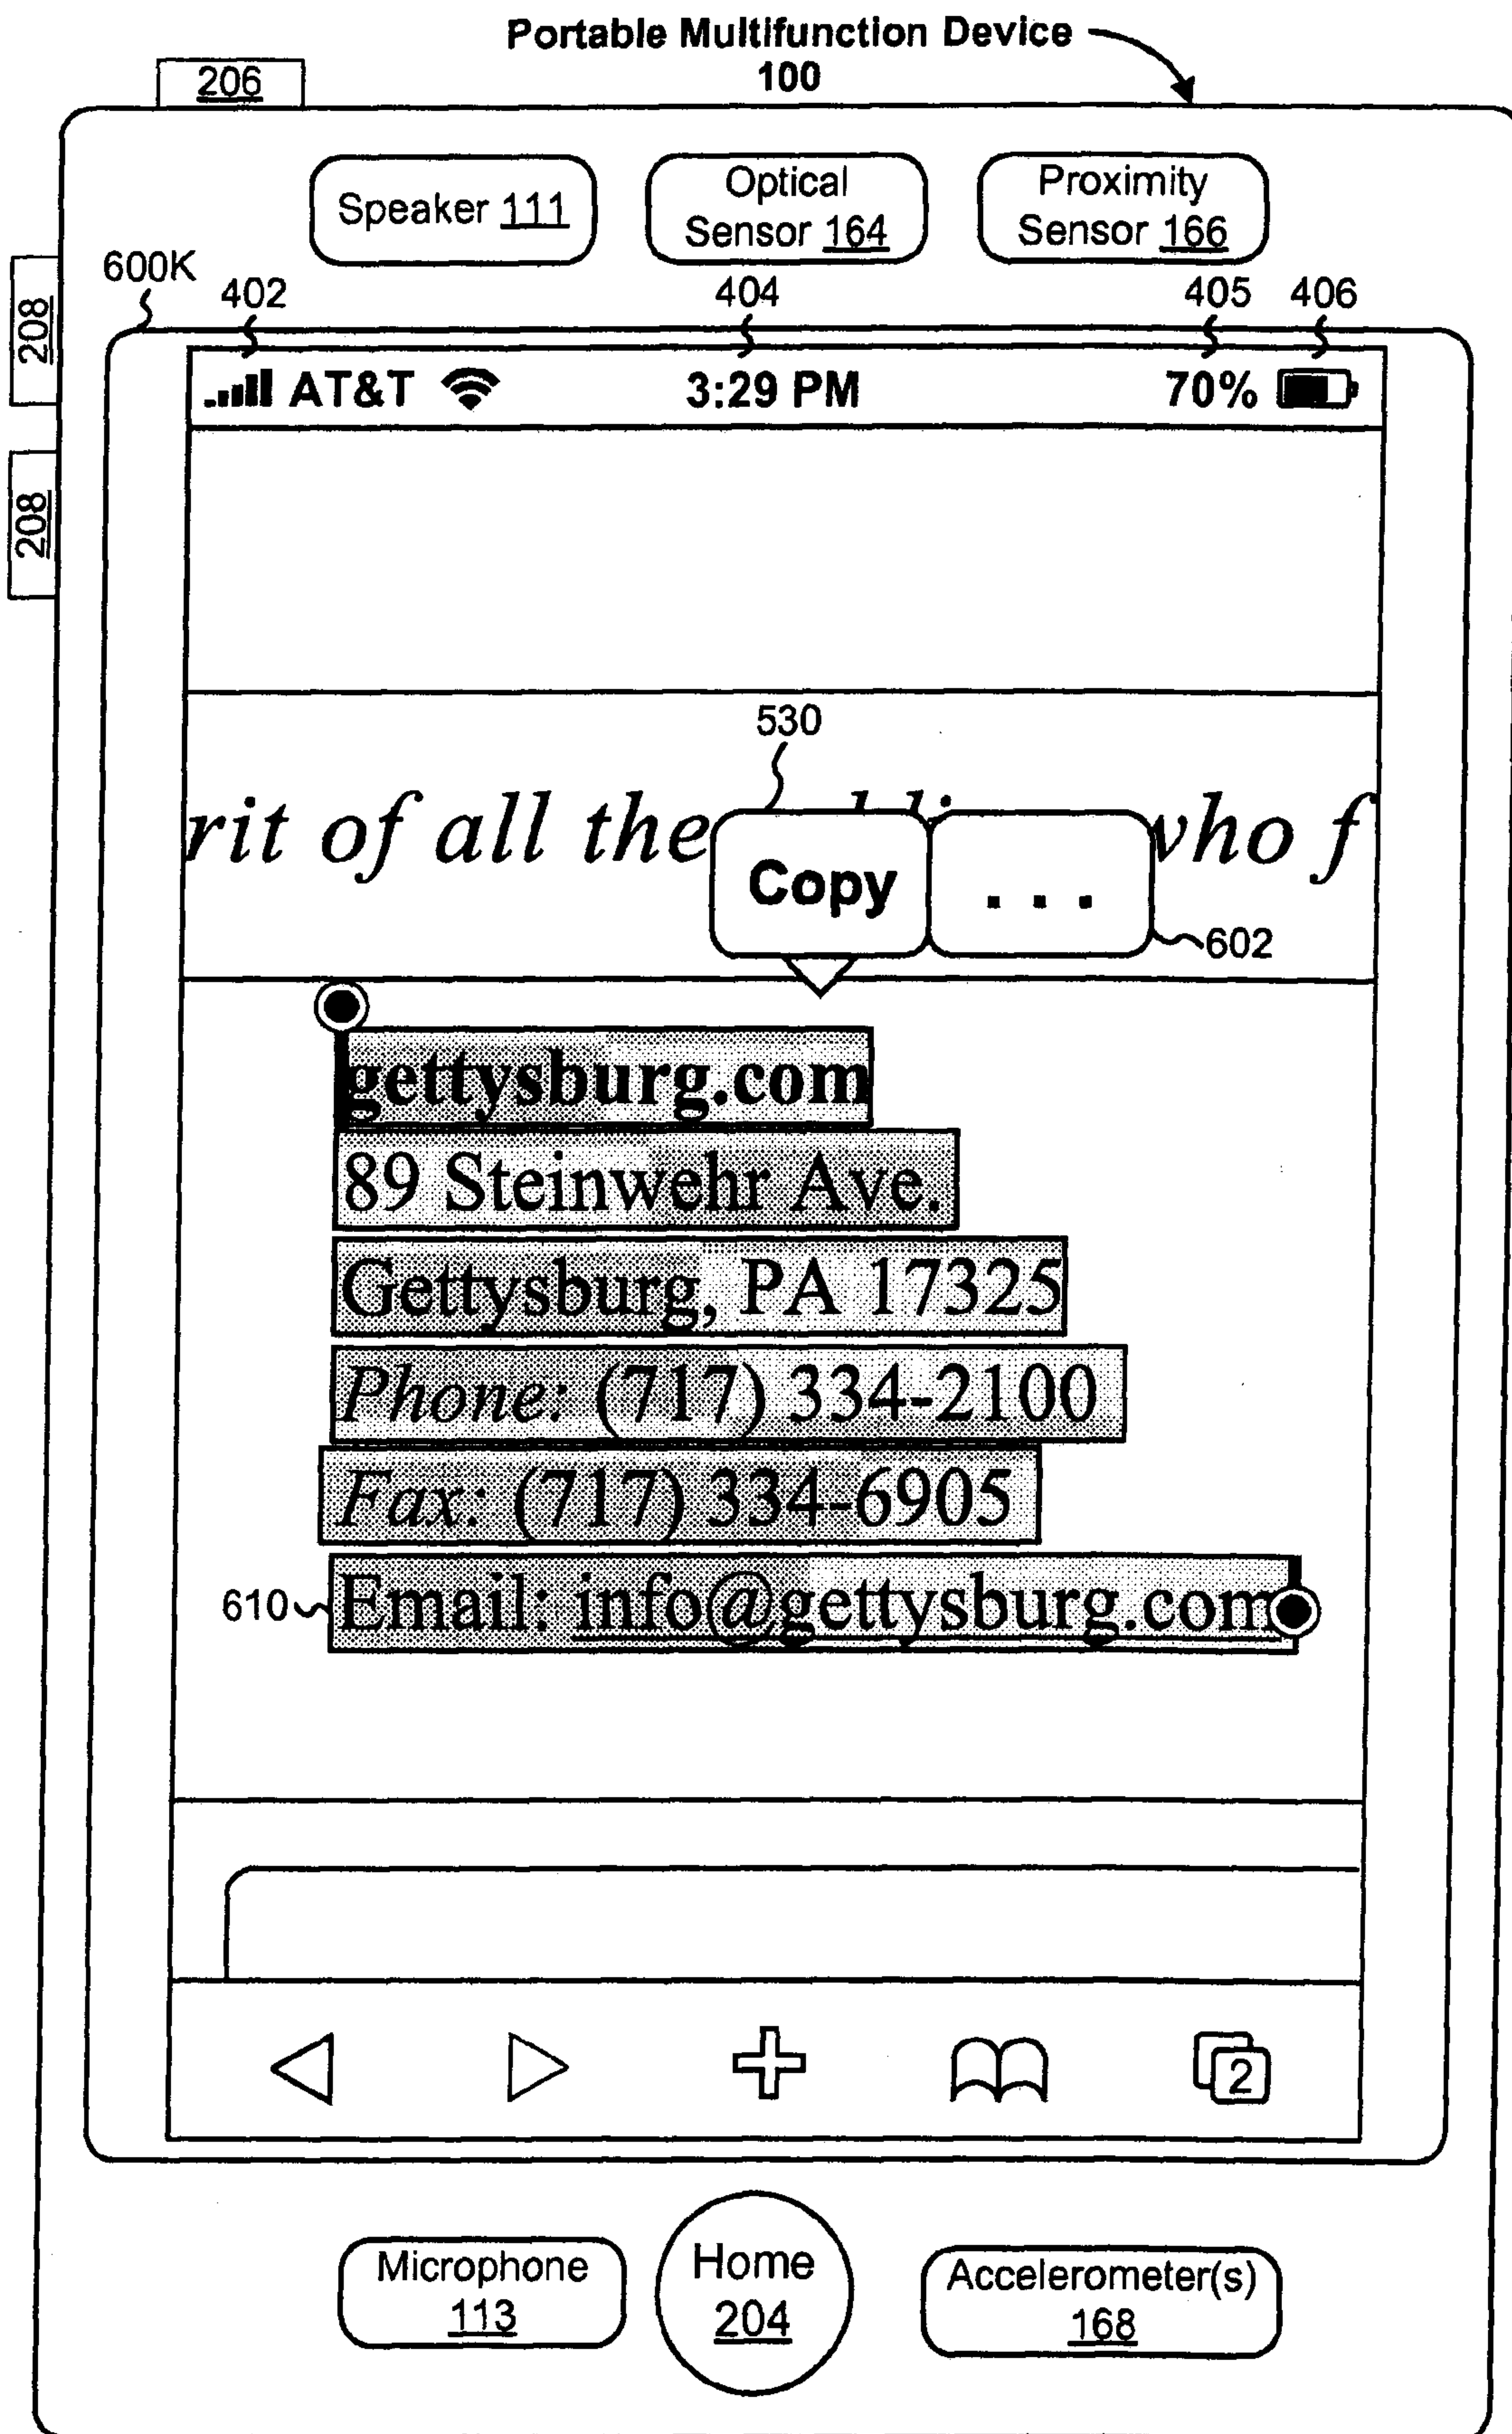 Portable Multifunction Device
100
206
Speaker 111
Optical
Sensor 164
Proximity
Sensor 166
208
208
600K
402
404
405
406
AT&T
3:29 PM
70%
530
rit of all the
who f
Copy
...
602
gettysburg.com
89 Steinwehr Ave.
Gettysburg, PA 17325
Phone: (717) 334-2100
Fax: (717) 334-6905
610
Email: info@gettysburg.com
2
Microphone
113
Home
204
Accelerometer(s)
168